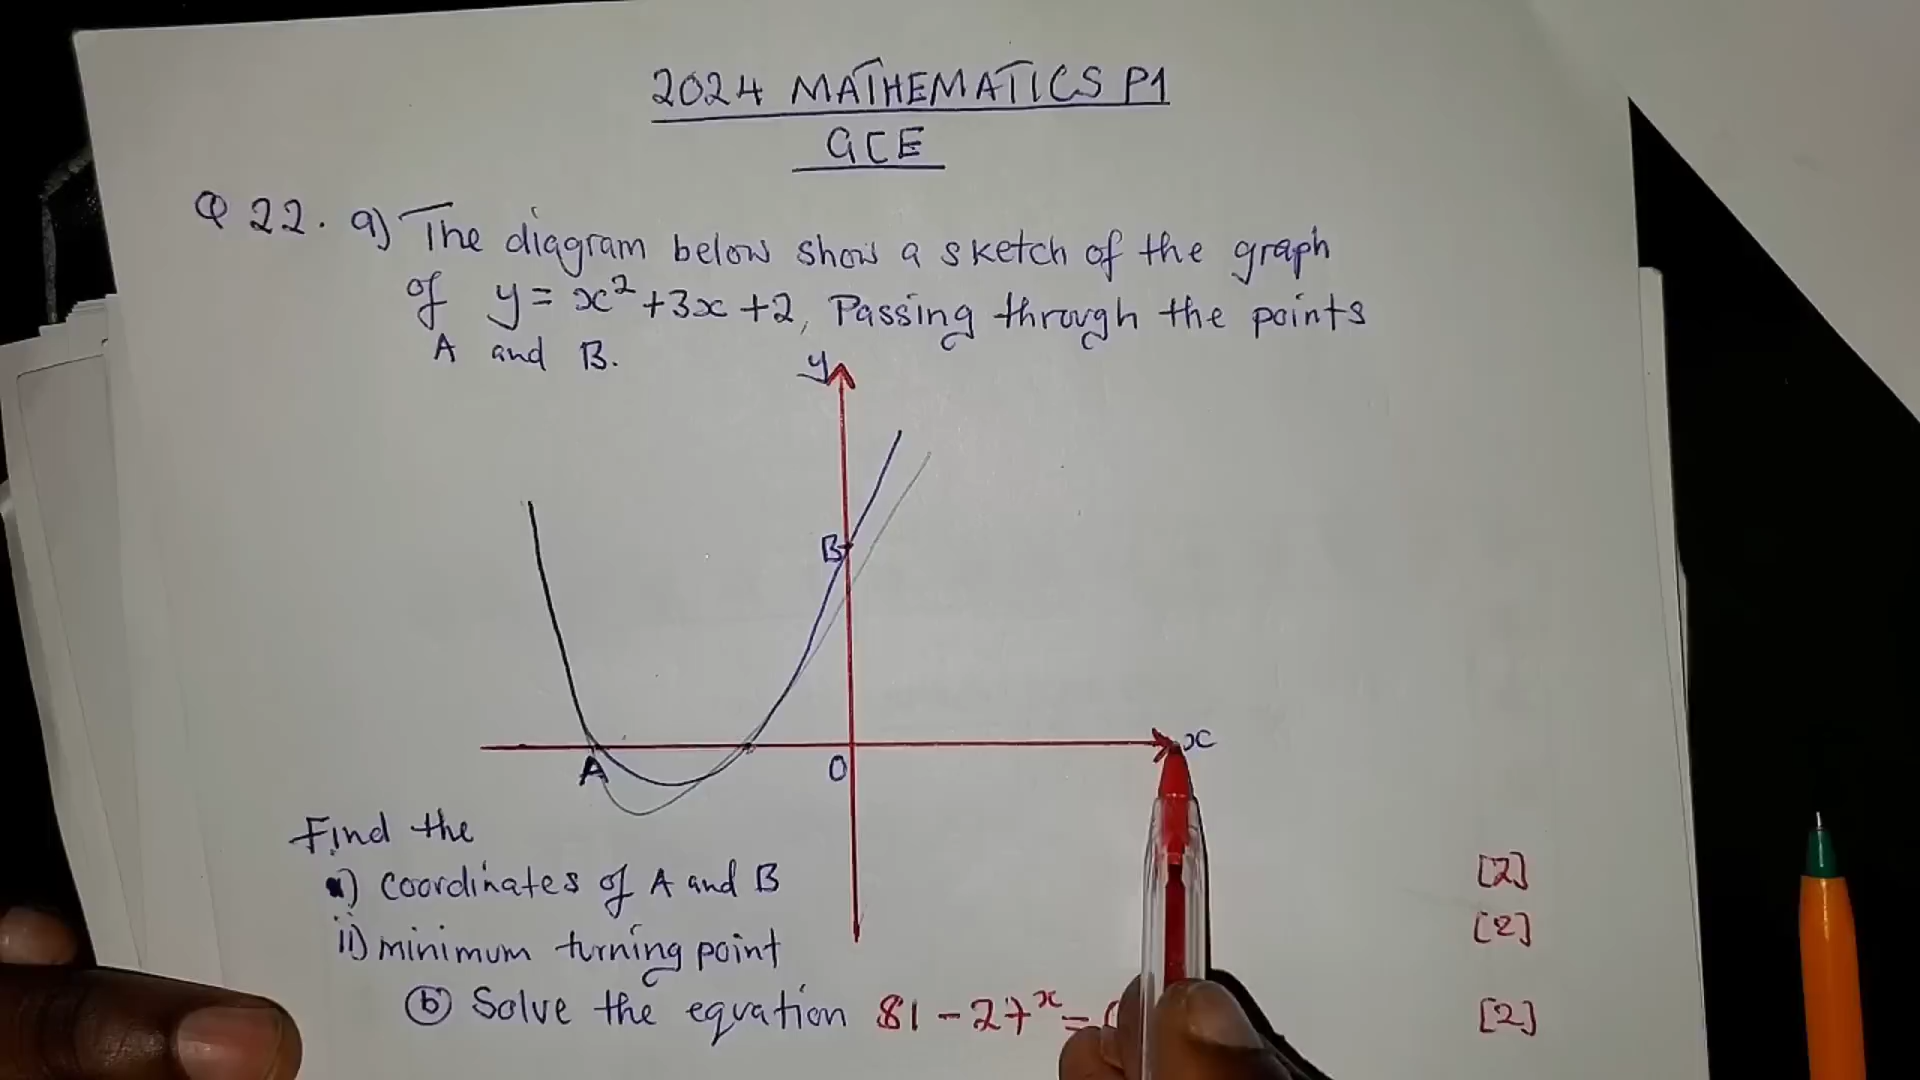 2024 MATHEMATICS P1
GCE
Q 22. a) The diagram below show a sketch of the graph
of y = x² + 3x + 2, Passing through the points
A and B.
y
B
A
O
x
Find the
i) coordinates of A and B [2]
ii) minimum turning point [2]
(b) Solve the equation 81 - 27ˣ = [2]